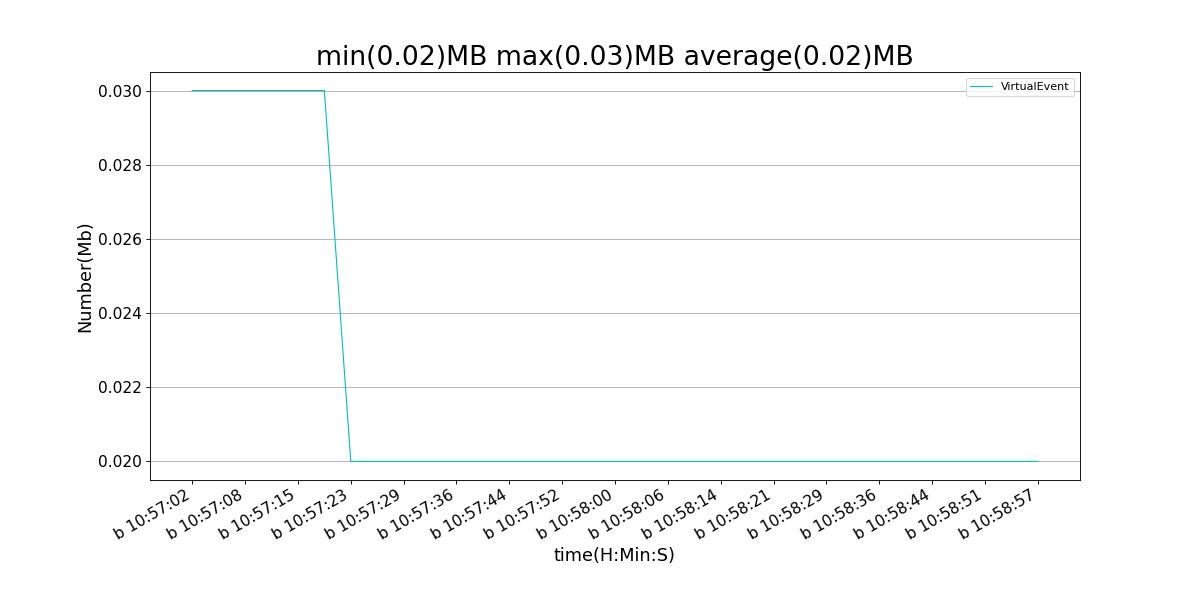 min(0.02)MB max(0.03)MB average(0.02)MB
VirtualEvent
Number(Mb)
0.030
0.028
0.026
0.024
0.022
0.020
b 10:57:02
b 10:57:08
b 10:57:15
b 10:57:23
b 10:57:29
b 10:57:36
b 10:57:44
b 10:57:52
b 10:58:00
b 10:58:06
b 10:58:14
b 10:58:21
b 10:58:29
b 10:58:36
b 10:58:44
b 10:58:51
b 10:58:57
time(H:Min:S)